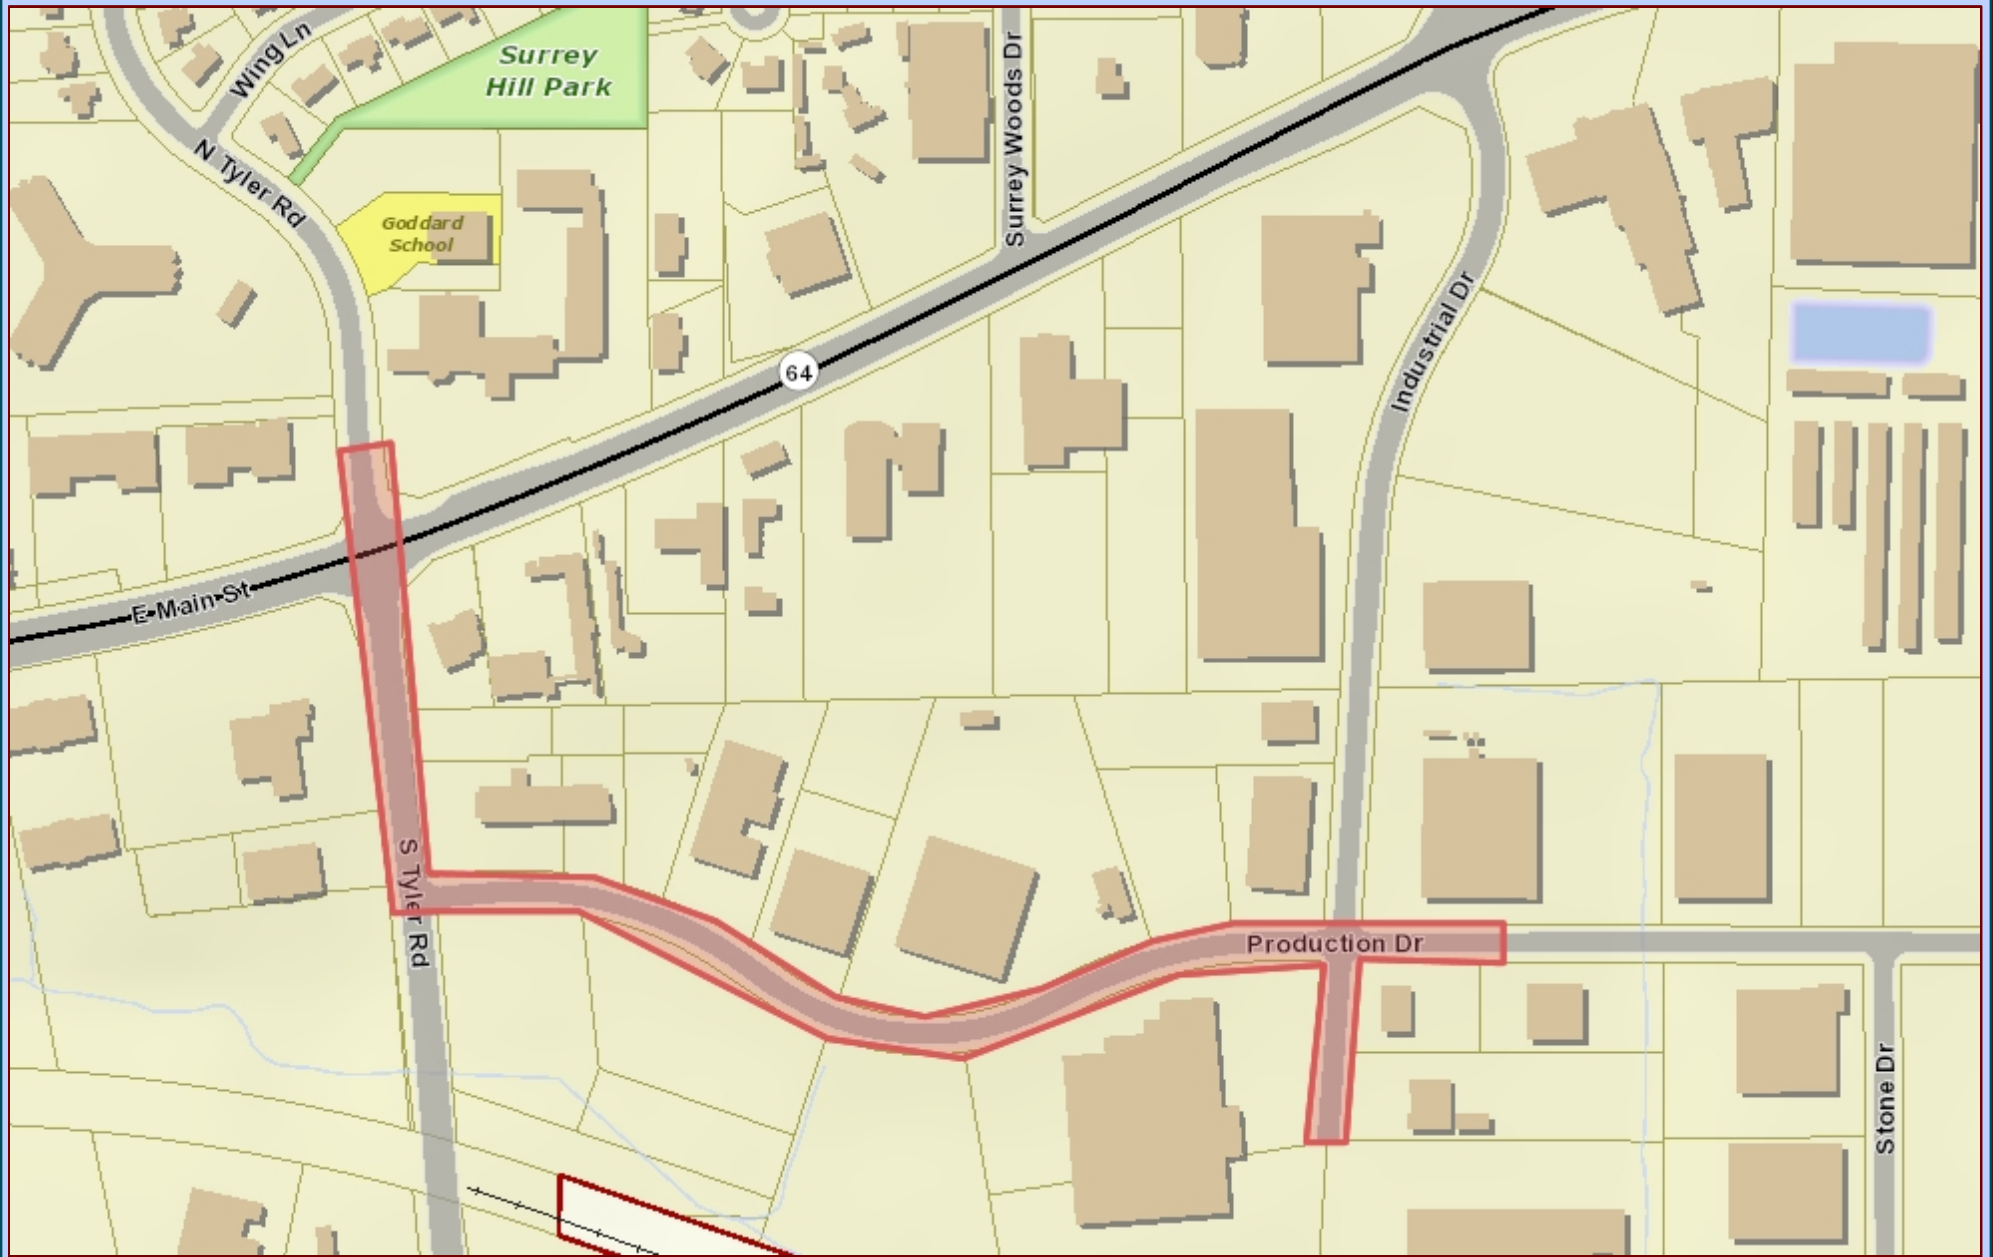 Surrey
Hill Park
Wing Ln
Surrey Woods Dr
N Tyler Rd
Goddard
School
Industrial Dr
64
E Main St
S Tyler Rd
Production Dr
Stone Dr